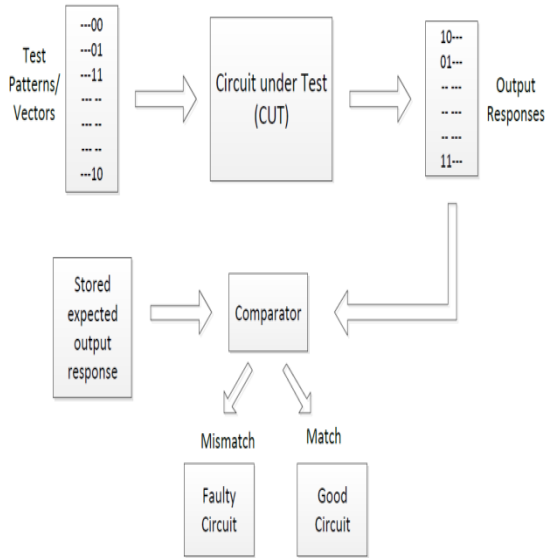 Test
Patterns/
Vectors
---00
---01
---11
--- --
--- --
--- --
---10
Circuit under Test
(CUT)
10---
01---
-- ---
-- ---
-- ---
11---
Output
Responses
Stored
expected
output
response
Comparator
Mismatch
Match
Faulty
Circuit
Good
Circuit